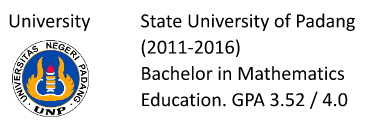 University
State University of Padang
(2011-2016)
Bachelor in Mathematics
Education. GPA 3.52 / 4.0
UNIVERSITAS NEGERI PADANG
UNP